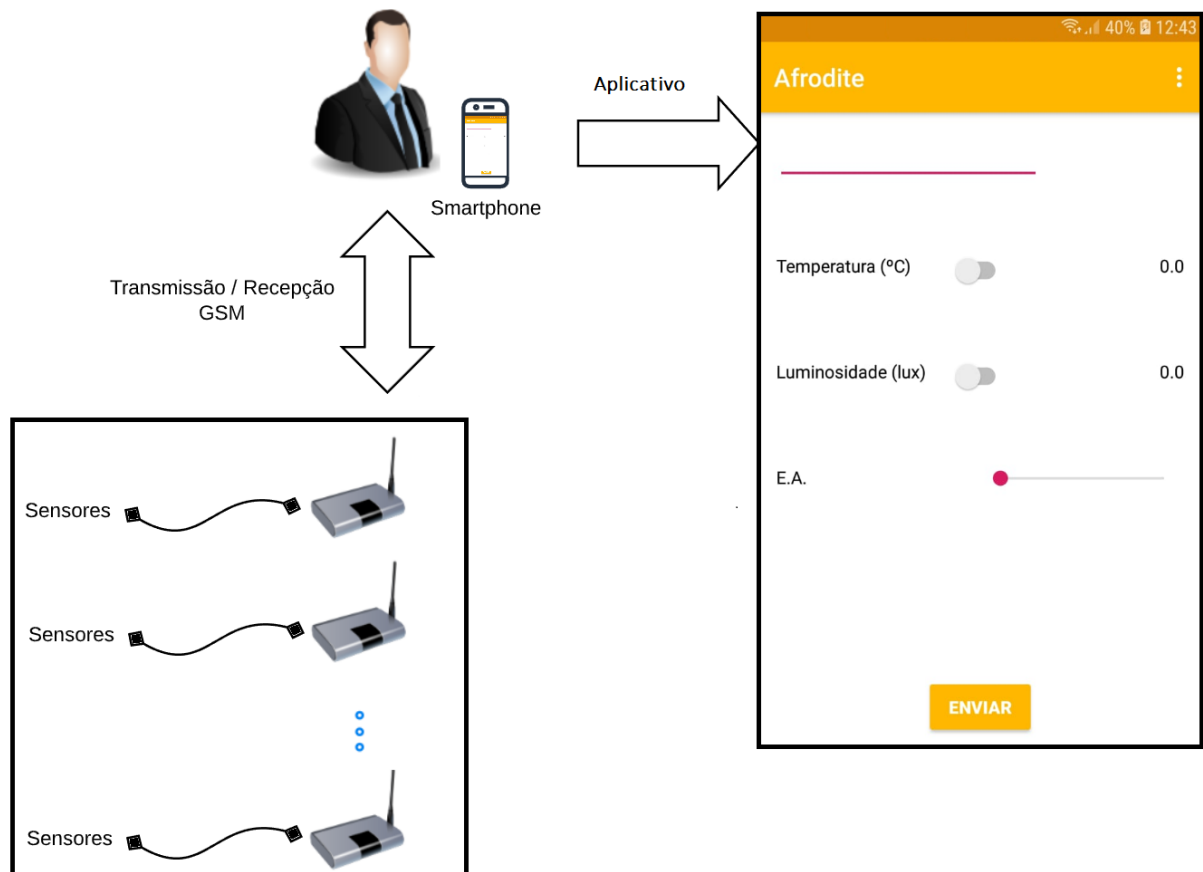 40% 12:43
Afrodite
Aplicativo
Smartphone
Transmissão / Recepção
GSM
Temperatura (ºC) 0.0
Luminosidade (lux) 0.0
E.A.
ENVIAR
Sensores
Sensores
Sensores